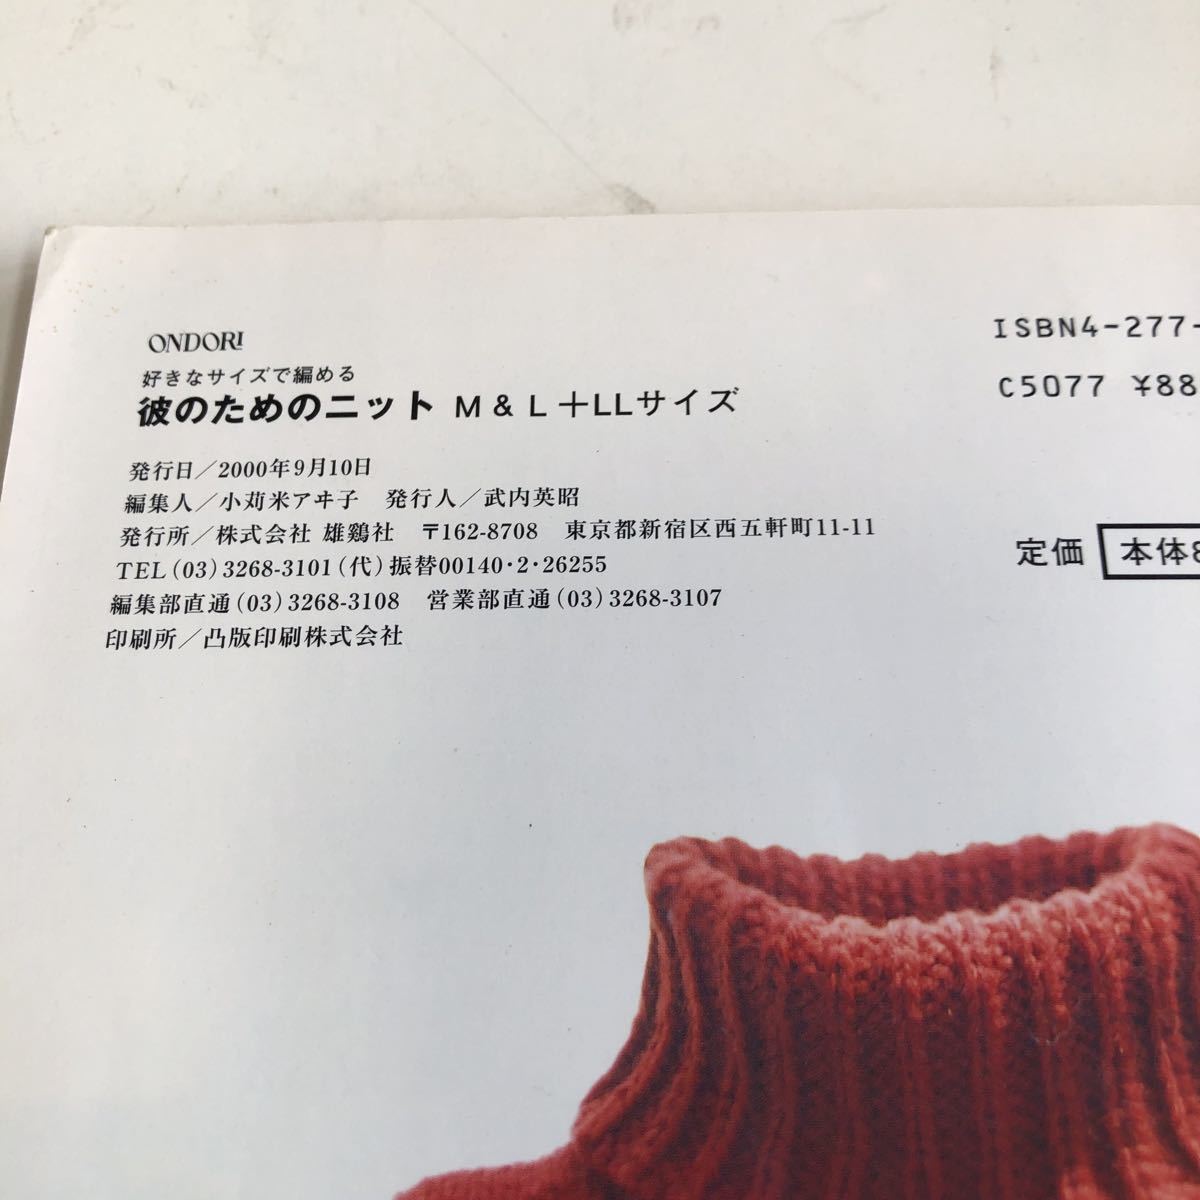 ONDORI
好きなサイズで編める
彼のためのニット M & L+LLサイズ
発行日/2000年9月10日
編集人/小苅米アヰ子　発行人/武内英昭
発行所/株式会社 雄鷄社　〒162-8708　東京都新宿区西五軒町11-11
TEL(03)3268-3101(代)振替00140・2・26255
編集部直通(03)3268-3108　営業部直通(03)3268-3107
印刷所/凸版印刷株式会社
ISBN4-277-
C5077 ¥88
定価 本体8